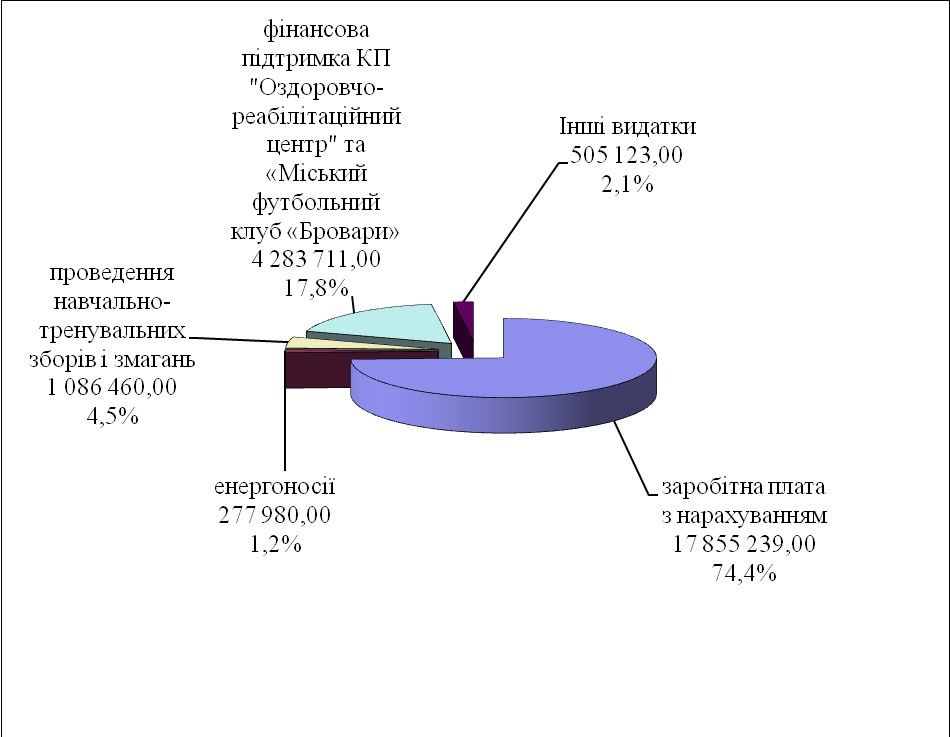 фінансова
підтримка КП
"Оздоровчо-
реабілітаційний
центр" та
«Міський
футбольний
клуб «Бровари»
4 283 711,00
17,8%
Інші видатки
505 123,00
2,1%
проведення
навчально-
тренувальних
зборів і змагань
1 086 460,00
4,5%
енергоносії
277 980,00
1,2%
заробітна плата
з нарахуванням
17 855 239,00
74,4%